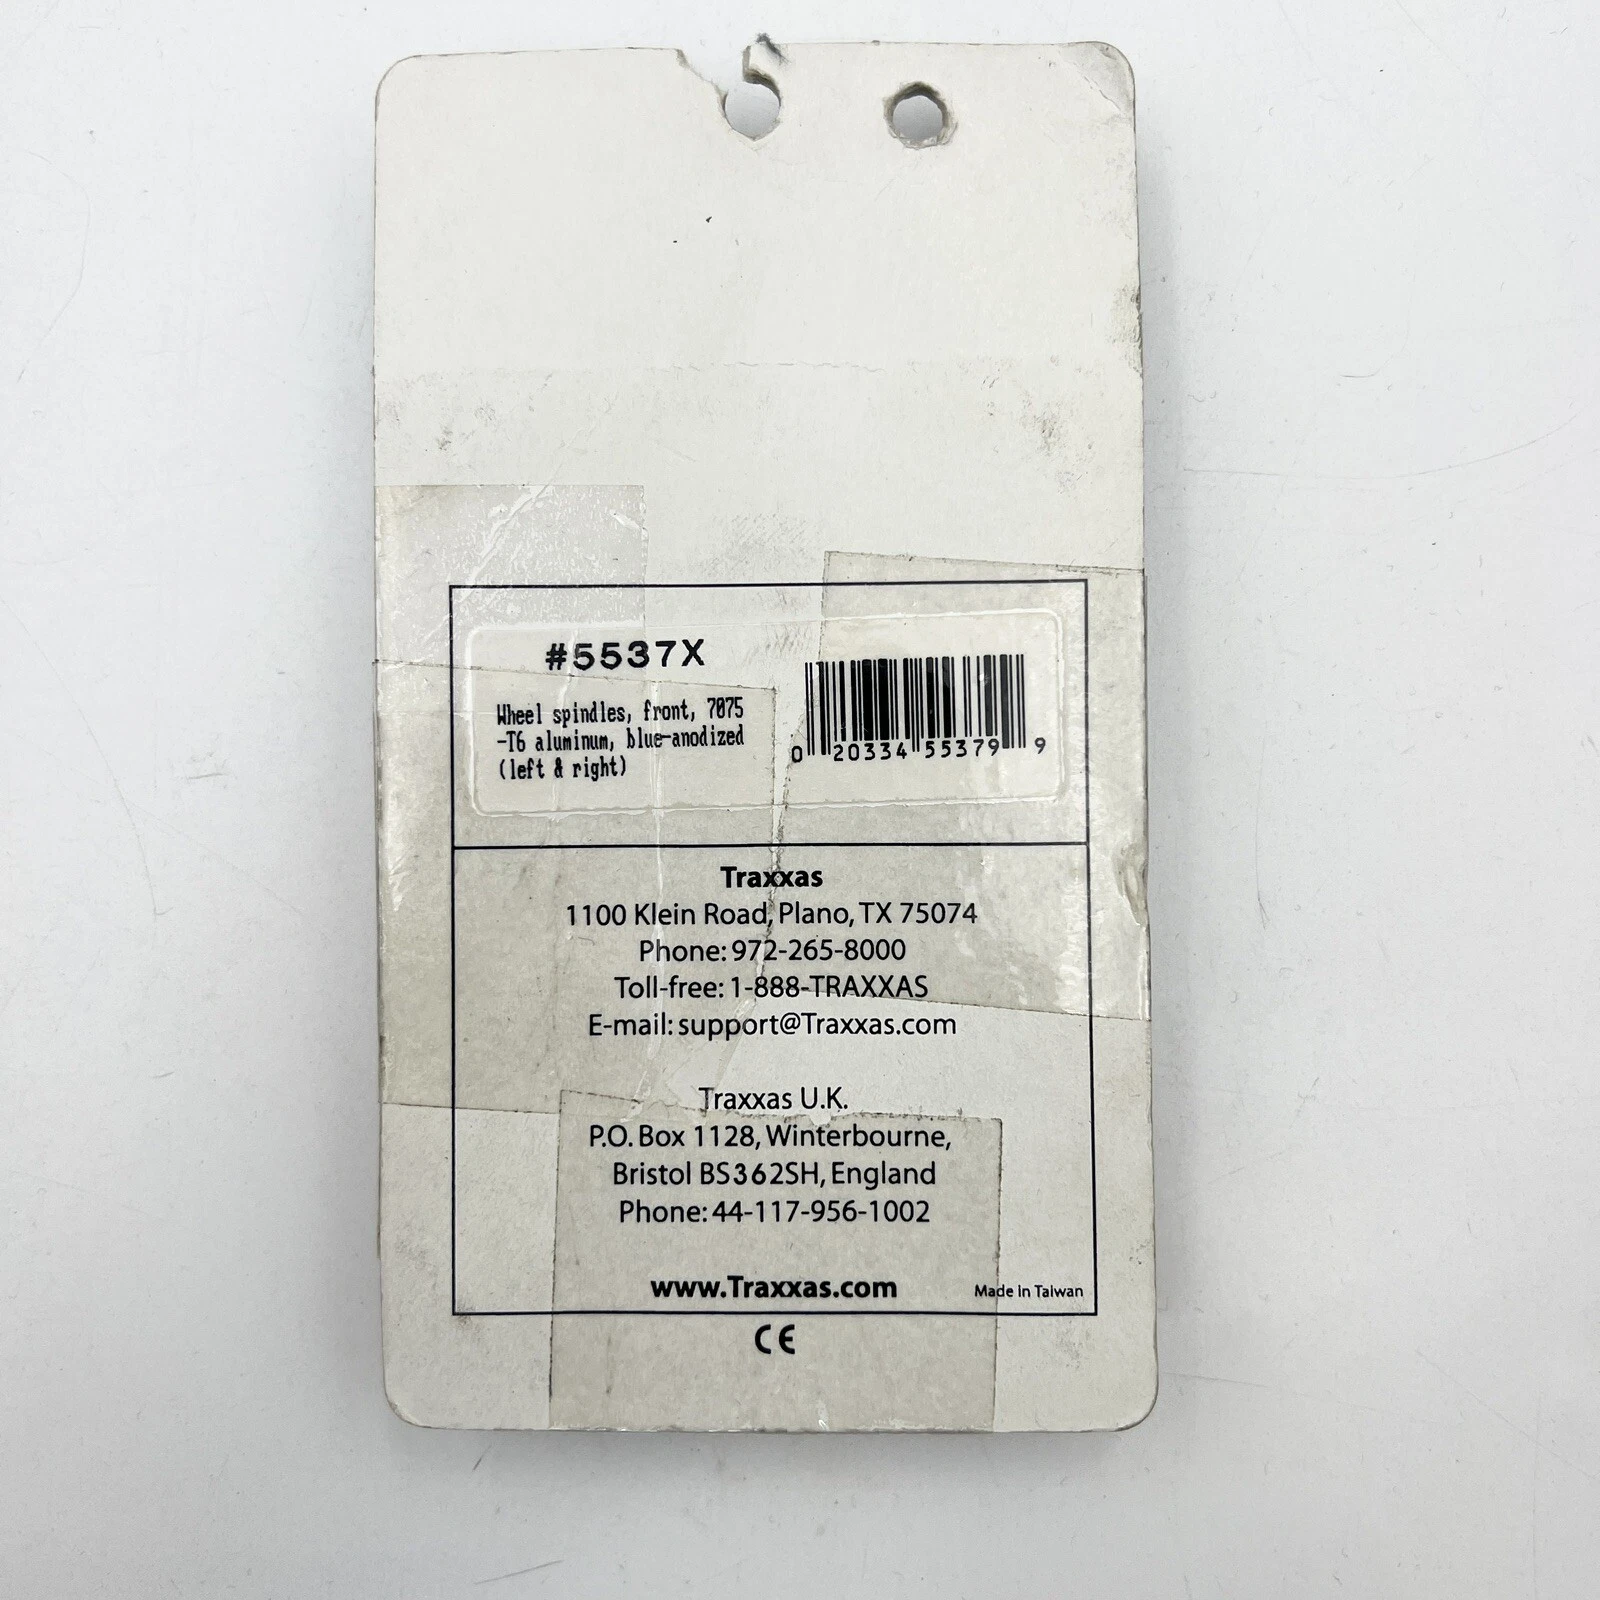 #5537X
Wheel spindles, front, 7075
-T6 aluminum, blue-anodized
(left & right)
0 20334 55379 9
Traxxas
1100 Klein Road, Plano, TX 75074
Phone: 972-265-8000
Toll-free: 1-888-TRAXXAS
E-mail: support@Traxxas.com
Traxxas U.K.
P.O. Box 1128, Winterbourne,
Bristol BS362SH, England
Phone: 44-117-956-1002
www.Traxxas.com
Made in Taiwan
CE